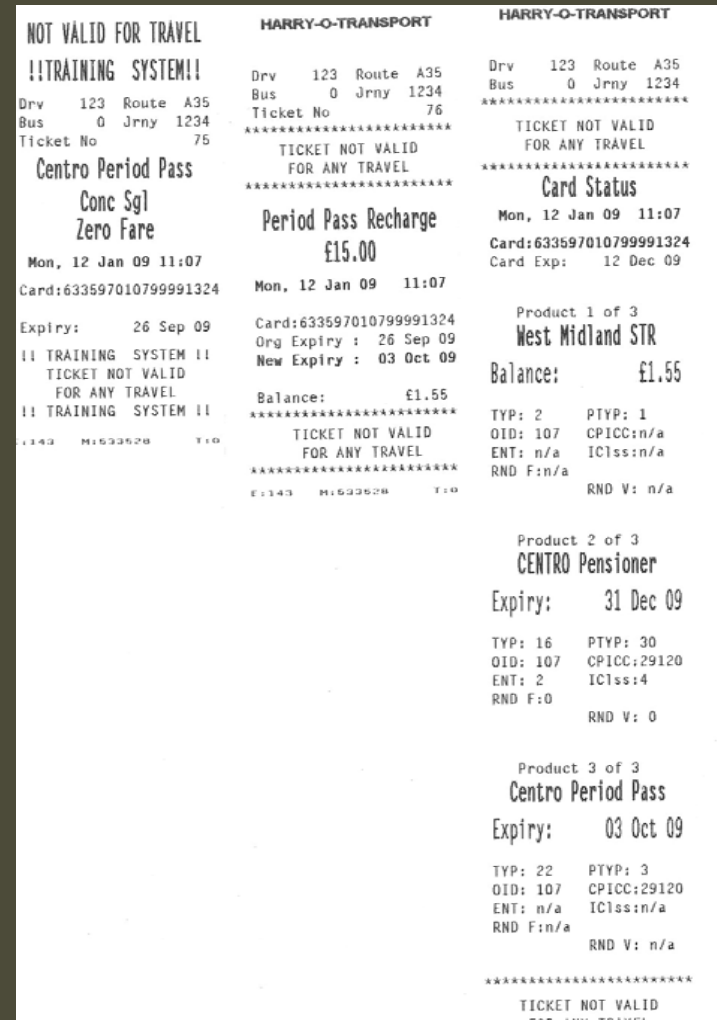 NOT VALID FOR TRAVEL
!!TRAINING SYSTEM!!
Drv 123 Route A35
Bus 0 Jrny 1234
Ticket No 75
Centro Period Pass
Conc Sgl
Zero Fare
Mon, 12 Jan 09 11:07
Card:633597010799991324
Expiry: 26 Sep 09
!! TRAINING SYSTEM !!
TICKET NOT VALID
FOR ANY TRAVEL
!! TRAINING SYSTEM !!
:143 M:533528 T:0
HARRY-O-TRANSPORT
Drv 123 Route A35
Bus 0 Jrny 1234
Ticket No 76
************************
TICKET NOT VALID
FOR ANY TRAVEL
************************
Period Pass Recharge
£15.00
Mon, 12 Jan 09 11:07
Card:633597010799991324
Org Expiry : 26 Sep 09
New Expiry : 03 Oct 09
Balance: £1.55
************************
TICKET NOT VALID
FOR ANY TRAVEL
************************
E:143 M:533528 T:0
HARRY-O-TRANSPORT
Drv 123 Route A35
Bus 0 Jrny 1234
************************
TICKET NOT VALID
FOR ANY TRAVEL
************************
Card Status
Mon, 12 Jan 09 11:07
Card:633597010799991324
Card Exp: 12 Dec 09
Product 1 of 3
West Midland STR
Balance: £1.55
TYP: 2 PTYP: 1
OID: 107 CPICC:n/a
ENT: n/a IClss:n/a
RND F:n/a
RND V: n/a
Product 2 of 3
CENTRO Pensioner
Expiry: 31 Dec 09
TYP: 16 PTYP: 30
OID: 107 CPICC:29120
ENT: 2 IClss:4
RND F:0
RND V: 0
Product 3 of 3
Centro Period Pass
Expiry: 03 Oct 09
TYP: 22 PTYP: 3
OID: 107 CPICC:29120
ENT: n/a IClss:n/a
RND F:n/a
RND V: n/a
************************
TICKET NOT VALID
FOR ANY TRAVEL